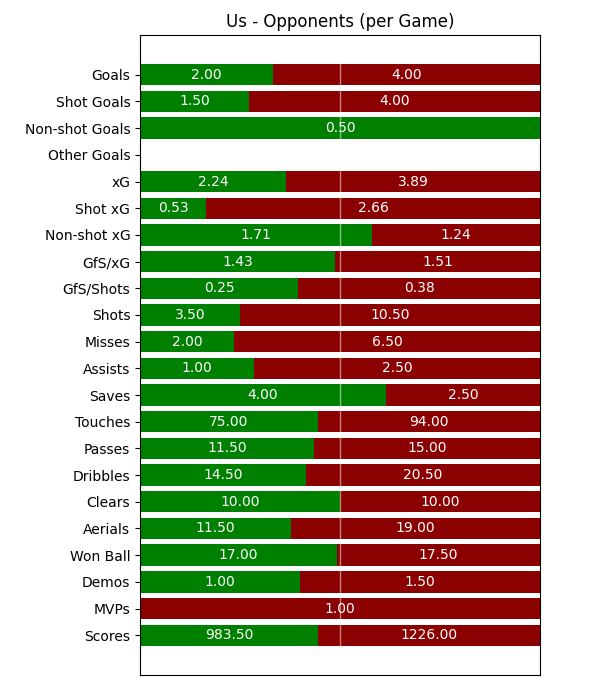 Us - Opponents (per Game)
Goals 2.00 4.00
Shot Goals 1.50 4.00
Non-shot Goals 0.50
Other Goals
xG 2.24 3.89
Shot xG 0.53 2.66
Non-shot xG 1.71 1.24
GfS/xG 1.43 1.51
GfS/Shots 0.25 0.38
Shots 3.50 10.50
Misses 2.00 6.50
Assists 1.00 2.50
Saves 4.00 2.50
Touches 75.00 94.00
Passes 11.50 15.00
Dribbles 14.50 20.50
Clears 10.00 10.00
Aerials 11.50 19.00
Won Ball 17.00 17.50
Demos 1.00 1.50
MVPs 1.00
Scores 983.50 1226.00